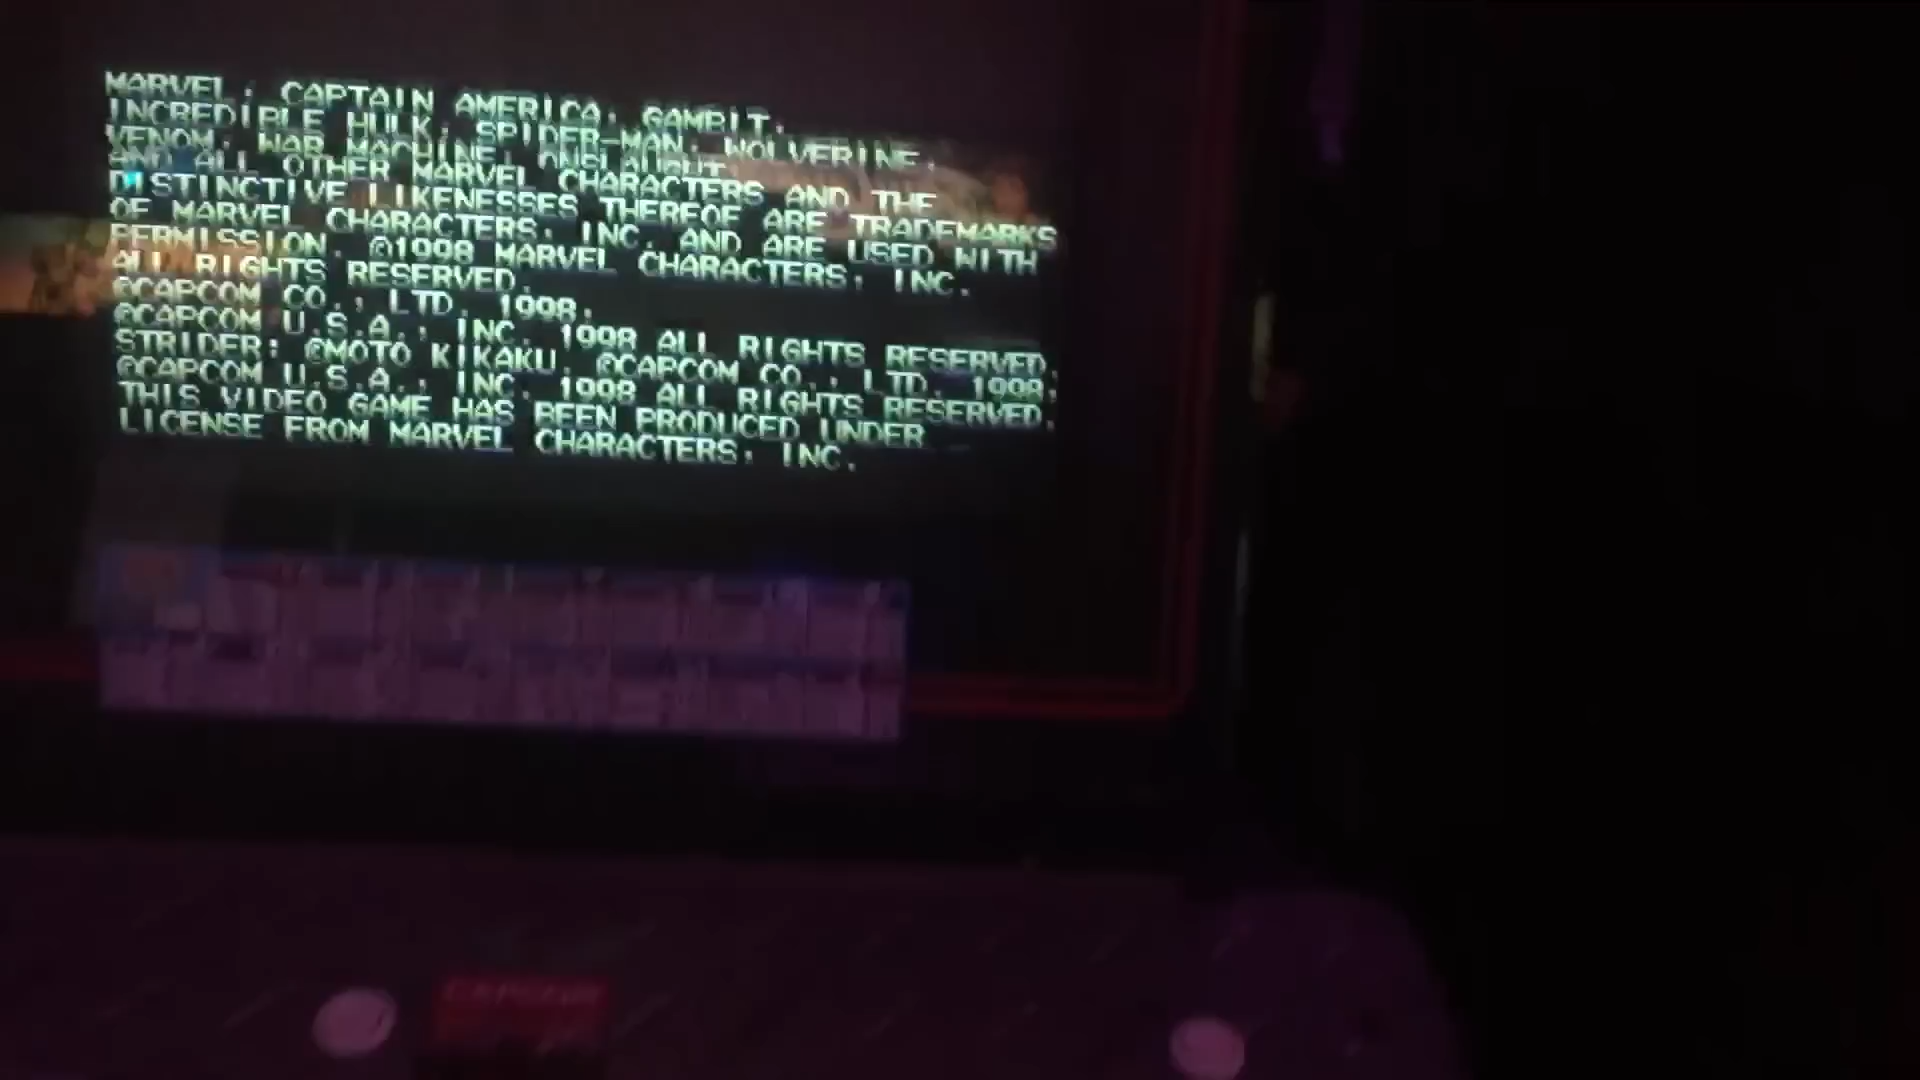 MARVEL, CAPTAIN AMERICA, GAMBIT,
INCREDIBLE HULK, SPIDER-MAN, WOLVERINE,
VENOM, WAR MACHINE, ONSLAUGHT
AND ALL OTHER MARVEL CHARACTERS AND THE
DISTINCTIVE LIKENESSES THEREOF ARE TRADEMARKS
OF MARVEL CHARACTERS, INC. AND ARE USED WITH
PERMISSION. ©1998 MARVEL CHARACTERS, INC.
ALL RIGHTS RESERVED.
©CAPCOM CO., LTD. 1998,
©CAPCOM U.S.A., INC. 1998 ALL RIGHTS RESERVED.
STRIDER: ©MOTO KIKAKU, ©CAPCOM CO., LTD. 1998,
©CAPCOM U.S.A., INC. 1998 ALL RIGHTS RESERVED.
THIS VIDEO GAME HAS BEEN PRODUCED UNDER
LICENSE FROM MARVEL CHARACTERS, INC.
CAPCOM